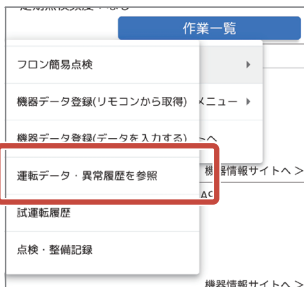 作業一覧
フロン簡易点検
機器データ登録(リモコンから取得)
メニュー
機器データ登録(データを入力する)
へ
運転データ・異常履歴を参照
機器情報サイトへ >
AC
試運転履歴
点検・整備記録
機器情報サイトへ >